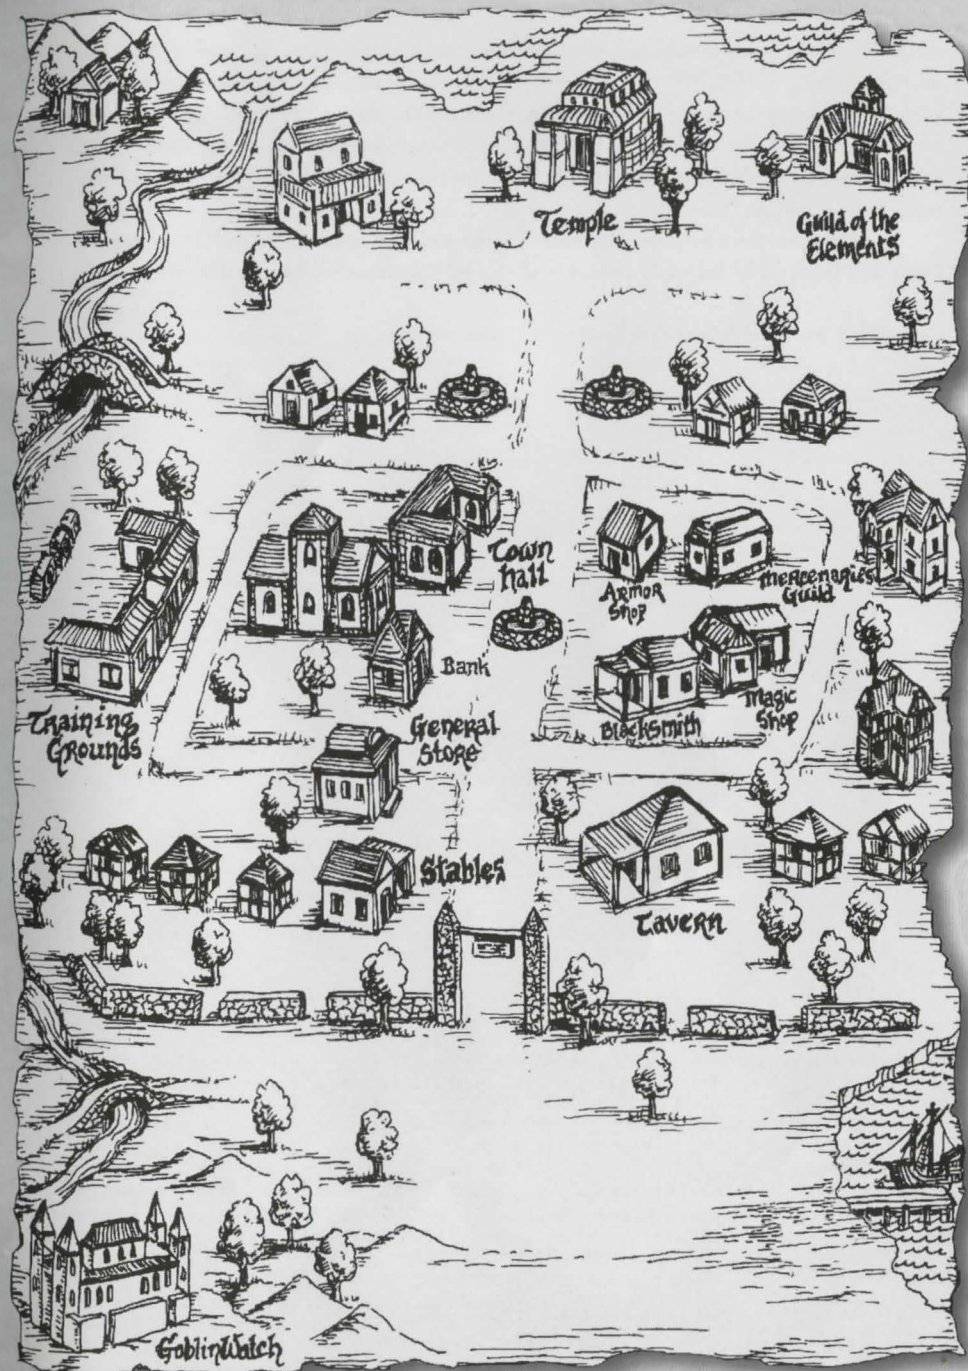 Temple
Guild of the
Elements
Town
Hall
Armor
Shop
Mercenaries
Guild
Bank
Magic
Shop
Blacksmith
Training
Grounds
General
Store
Stables
Tavern
GoblinWatch